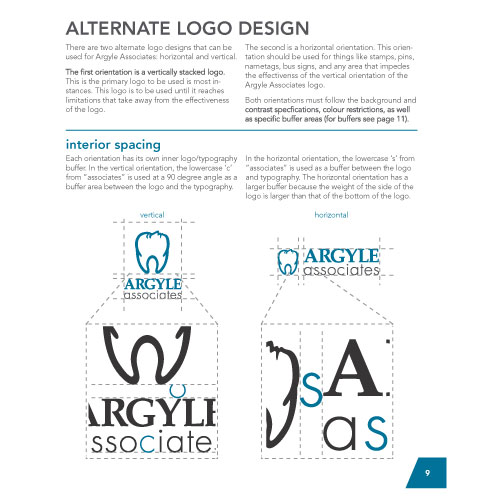 ALTERNATE LOGO DESIGN
There are two alternate logo designs that can be
used for Argyle Associates: horizontal and vertical.
The first orientation is a vertically stacked logo.
This is the primary logo to be used is most in-
stances. This logo is to be used until it reaches
limitations that take away from the effectiveness
of the logo.
The second is a horizontal orientation. This orien-
tation should be used for things like stamps, pins,
nametags, bus signs, and any area that impedes
the effectivenss of the vertical orientation of the
Argyle Associates logo.
Both orientations must follow the background and
contrast specfications, colour restrictions, as well
as specific buffer areas (for buffers see page 11).
interior spacing
Each orientation has its own inner logo/typography
buffer. In the vertical orientation, the lowercase 'c'
from "associates" is used at a 90 degree angle as a
buffer area between the logo and the typography.
In the horizontal orientation, the lowercase 's' from
"associates" is used as a buffer between the logo
and typography. The horizontal orientation has a
larger buffer because the weight of the side of the
logo is larger than that of the bottom of the logo.
vertical
ARGYLE
associates
ARGYLE
ssociate
horizontal
ARGYLE
associates
s
A
as
9